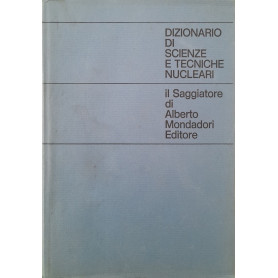 DIZIONARIO
DI
SCIENZE
E TECNICHE
NUCLEARI
il Saggiatore
di
Alberto
Mondadori
Editore